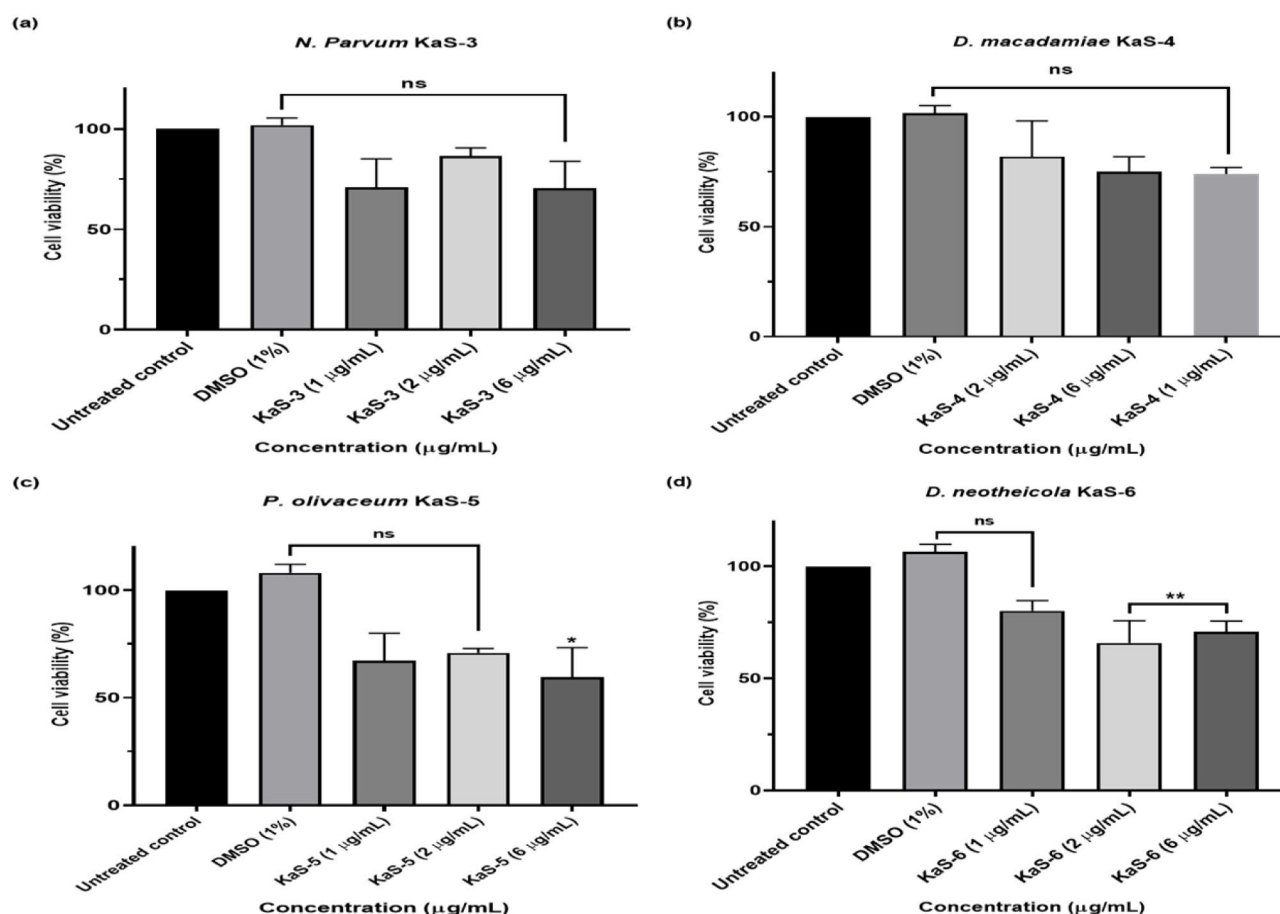 (a)
N. Parvum KaS-3
ns
100
50
0
Cell viability (%)
Untreated control
DMSO (1%)
KaS-3 (1 μg/mL)
KaS-3 (2 μg/mL)
KaS-3 (6 μg/mL)
Concentration (μg/mL)
(b)
D. macadamiae KaS-4
ns
100
50
0
Cell viability (%)
Untreated control
DMSO (1%)
KaS-4 (2 μg/mL)
KaS-4 (6 μg/mL)
KaS-4 (1 μg/mL)
Concentration (μg/mL)
(c)
P. olivaceum KaS-5
ns
*
100
50
0
Cell viability (%)
Untreated control
DMSO (1%)
KaS-5 (1 μg/mL)
KaS-5 (2 μg/mL)
KaS-5 (6 μg/mL)
Concentration (μg/mL)
(d)
D. neotheicola KaS-6
ns
**
100
50
0
Cell viability (%)
Untreated control
DMSO (1%)
KaS-6 (1 μg/mL)
KaS-6 (2 μg/mL)
KaS-6 (6 μg/mL)
Concentration (μg/mL)